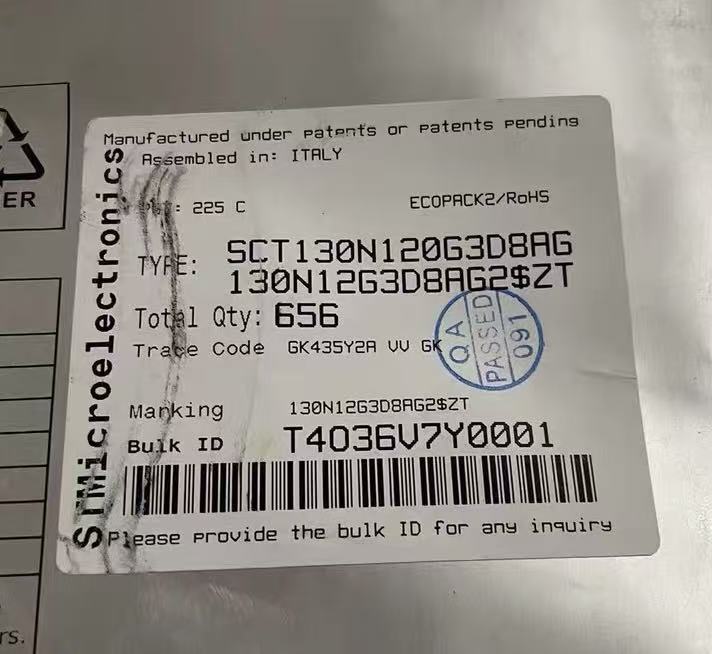 ER
rs.
STMicroelectronics
Manufactured under patents or patents pending
Assembled in: ITALY
: 225 C
ECOPACK2/RoHS
TYPE: SCT130N120G3D8AG
130N12G3D8AG2$ZT
Total Qty: 656
Trace Code GK435Y2A VV GK
QA
PASSED
091
Marking 130N12G3D8AG2$ZT
Bulk ID T4036V7Y0001
Please provide the bulk ID for any inquiry